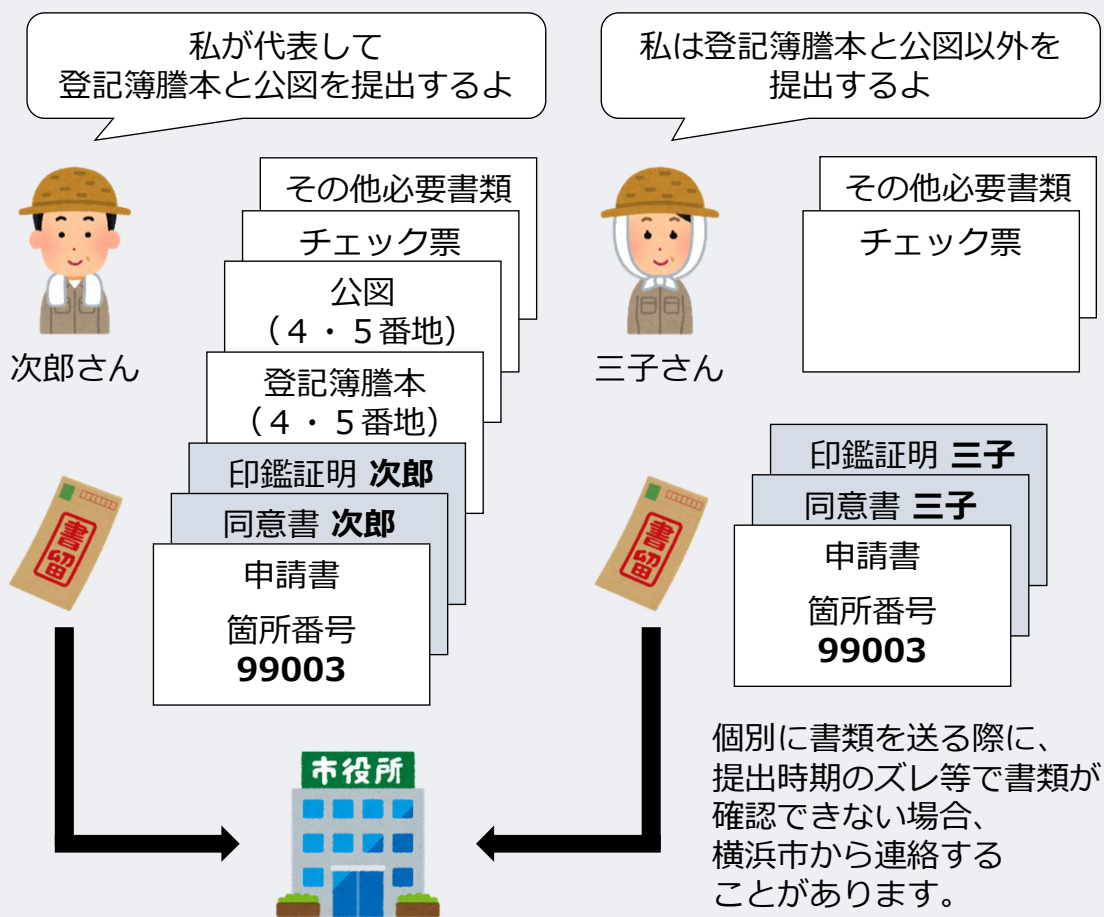 私が代表して
登記簿謄本と公図を提出するよ
私は登記簿謄本と公図以外を
提出するよ
次郎さん
その他必要書類
チェック票
公図
（４・５番地）
登記簿謄本
（４・５番地）
印鑑証明 次郎
同意書 次郎
申請書
箇所番号
99003
書留
三子さん
その他必要書類
チェック票
印鑑証明 三子
同意書 三子
申請書
箇所番号
99003
書留
市役所
個別に書類を送る際に、
提出時期のズレ等で書類が
確認できない場合、
横浜市から連絡する
ことがあります。